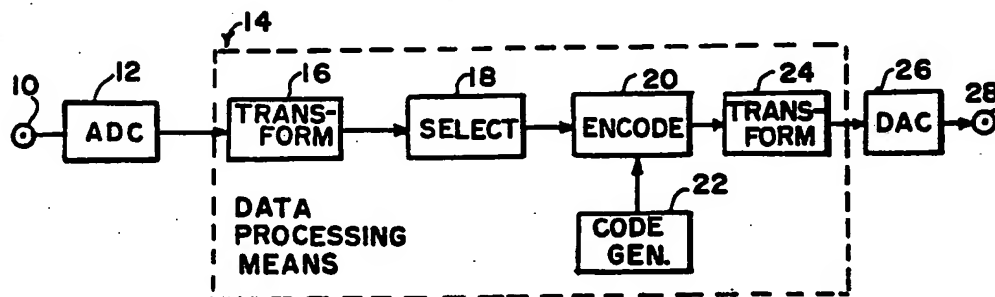 14
10
12
16
18
20
24
26
28
ADC
TRANS-
FORM
SELECT
ENCODE
TRANS-
FORM
DAC
22
CODE
GEN.
DATA
PROCESSING
MEANS